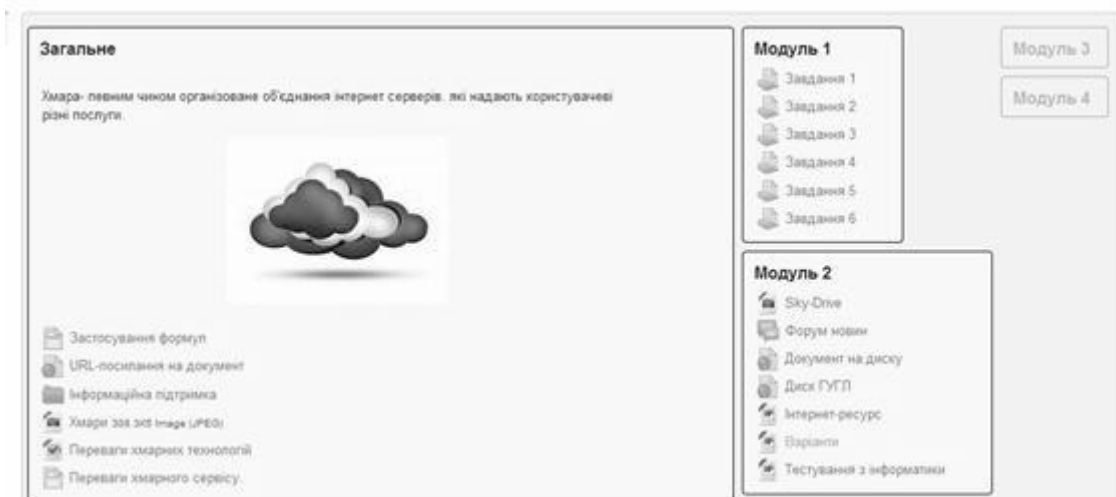 Загальне
Хмара- певним чином організоване об'єднання інтернет серверів. які надають користувачеві
різні послуги.
Застосування формул
URL-посилання на документ
Інформаційна підтримка
Хмари Image (JPEG)
Переваги хмарних технологій
Переваги хмарного сервісу.
Модуль 1
Завдання 1
Завдання 2
Завдання 3
Завдання 4
Завдання 5
Завдання 6
Модуль 2
Sky-Drive
Форум новин
Документ на диску
Диск ГУГЛ
Інтернет-ресурс
Варіанти
Тестування з інформатики
Модуль 3
Модуль 4